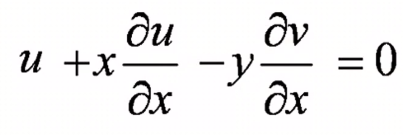 u + x ∂u/∂x − y ∂v/∂x = 0